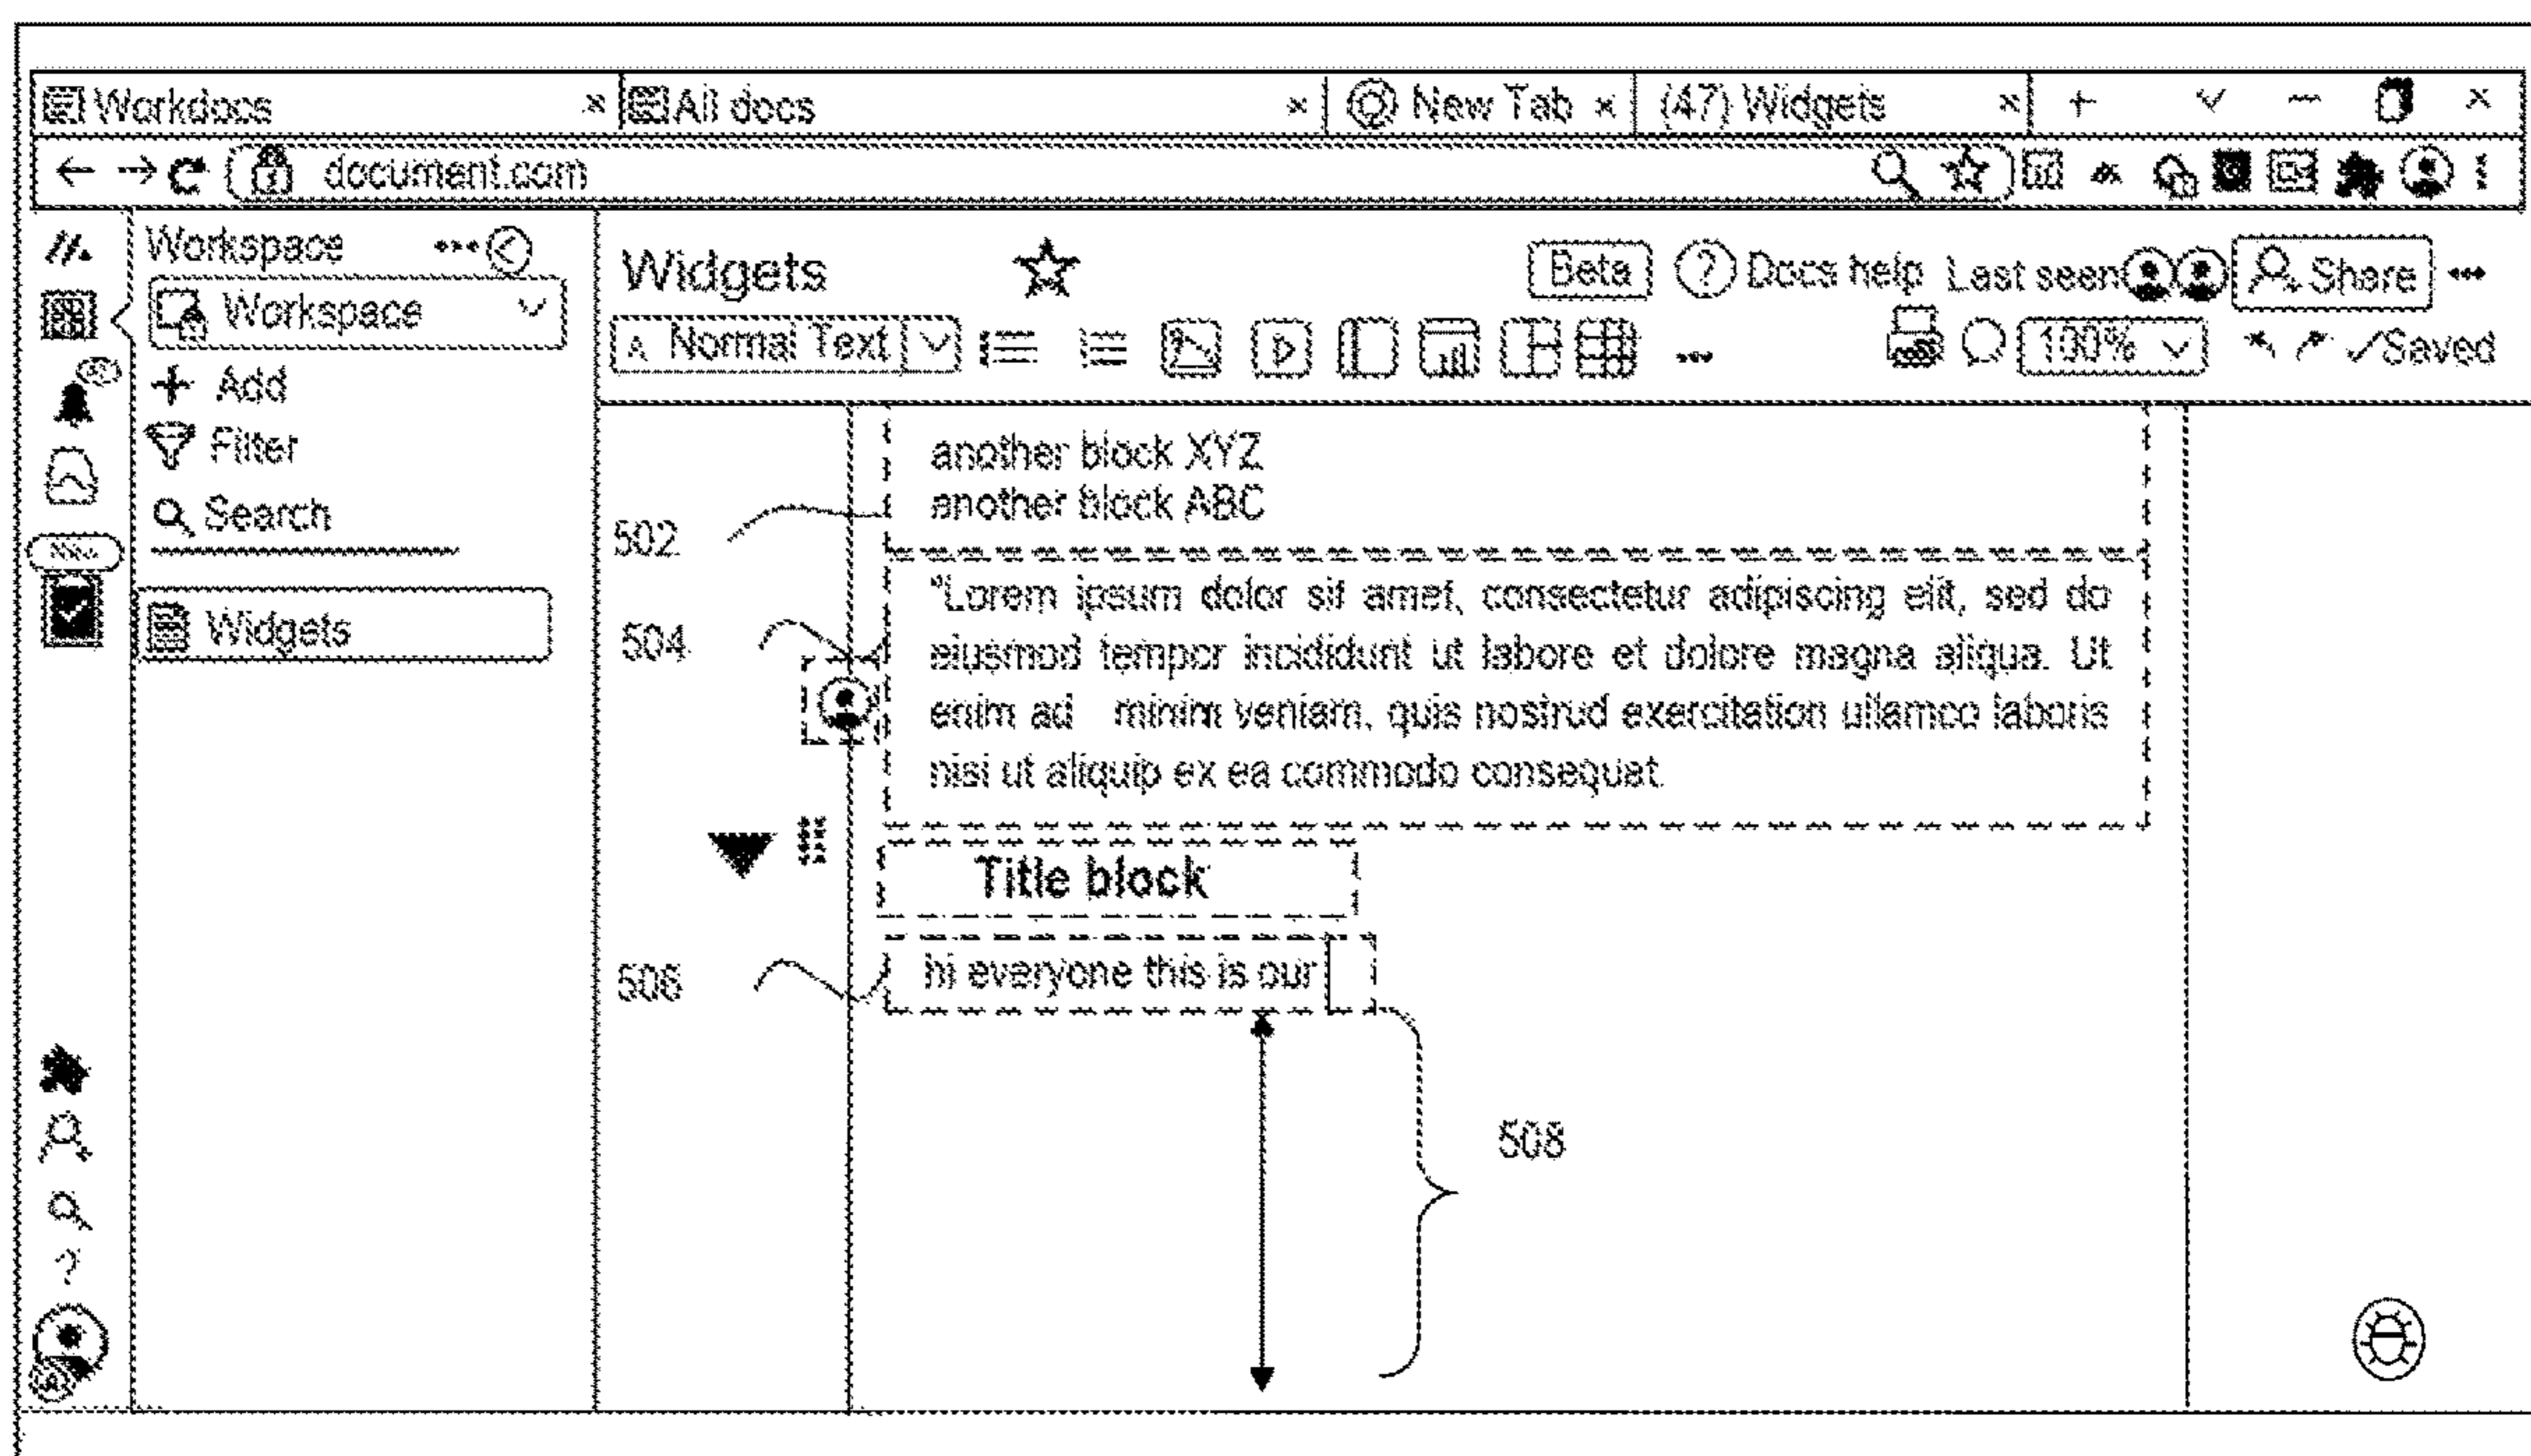 Workdocs × All docs × New Tab × (47) Widgets × +
document.com
Workspace
Workspace
Add
Filter
Search
Widgets
Widgets Beta ? Docs help Last seen Share
A Normal Text 100% Saved
another block XYZ
another block ABC
502
"Lorem ipsum dolor sit amet, consectetur adipiscing elit, sed do
504
eiusmod tempor incididunt ut labore et dolore magna aliqua. Ut
enim ad minim veniam, quis nostrud exercitation ullamco laboris
nisi ut aliquip ex ea commodo consequat.
Title block
506
hi everyone this is our
508
?